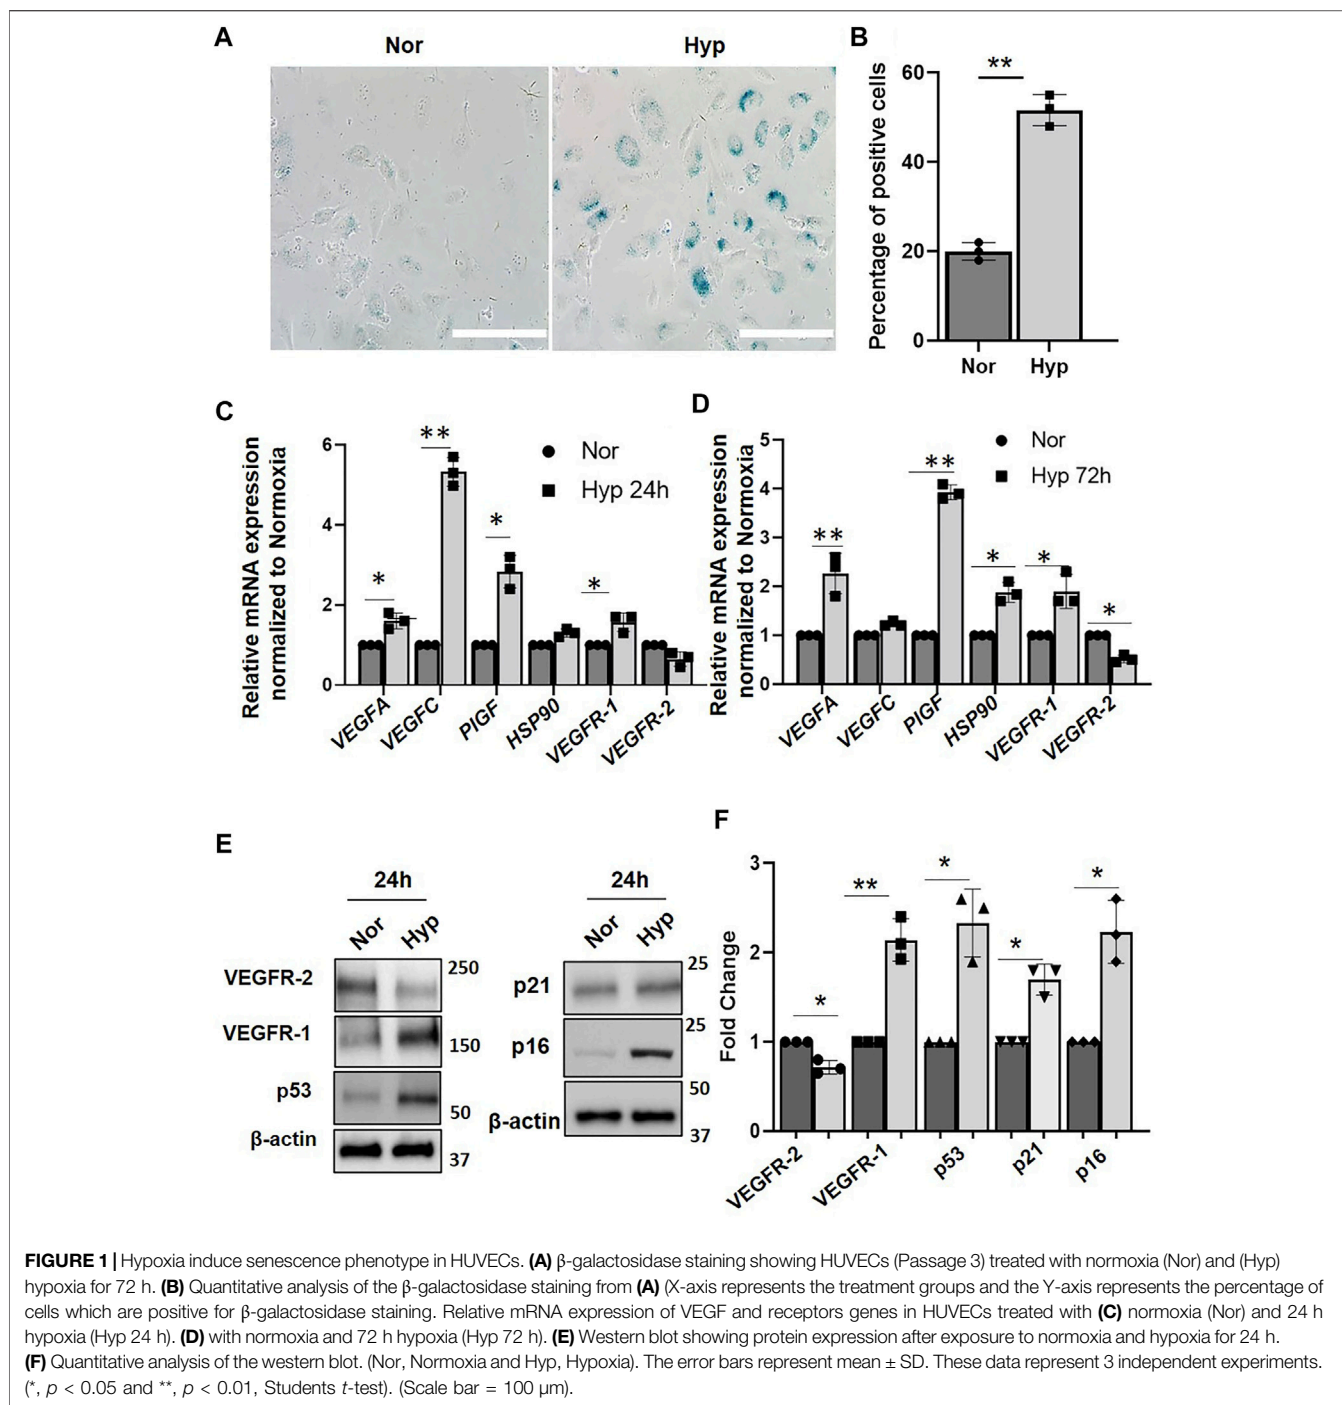 A
Nor
Hyp
B
**
60
40
20
0
Percentage of positive cells
Nor
Hyp
C
Relative mRNA expression
normalized to Normoxia
6
4
2
0
*
**
*
*
Nor
Hyp 24h
VEGFA
VEGFC
PlGF
HSP90
VEGFR-1
VEGFR-2
D
Relative mRNA expression
normalized to Normoxia
5
4
3
2
1
0
**
**
*
*
*
Nor
Hyp 72h
VEGFA
VEGFC
PlGF
HSP90
VEGFR-1
VEGFR-2
E
24h
Nor
Hyp
VEGFR-2
250
VEGFR-1
150
p53
50
β-actin
37
24h
Nor
Hyp
p21
25
p16
25
50
β-actin
37
F
Fold Change
3
2
1
0
*
**
*
*
*
VEGFR-2
VEGFR-1
p53
p21
p16
FIGURE 1 | Hypoxia induce senescence phenotype in HUVECs. (A) β-galactosidase staining showing HUVECs (Passage 3) treated with normoxia (Nor) and (Hyp)
hypoxia for 72 h. (B) Quantitative analysis of the β-galactosidase staining from (A) (X-axis represents the treatment groups and the Y-axis represents the percentage of
cells which are positive for β-galactosidase staining. Relative mRNA expression of VEGF and receptors genes in HUVECs treated with (C) normoxia (Nor) and 24 h
hypoxia (Hyp 24 h). (D) with normoxia and 72 h hypoxia (Hyp 72 h). (E) Western blot showing protein expression after exposure to normoxia and hypoxia for 24 h.
(F) Quantitative analysis of the western blot. (Nor, Normoxia and Hyp, Hypoxia). The error bars represent mean ± SD. These data represent 3 independent experiments.
(*, p < 0.05 and **, p < 0.01, Students t-test). (Scale bar = 100 μm).